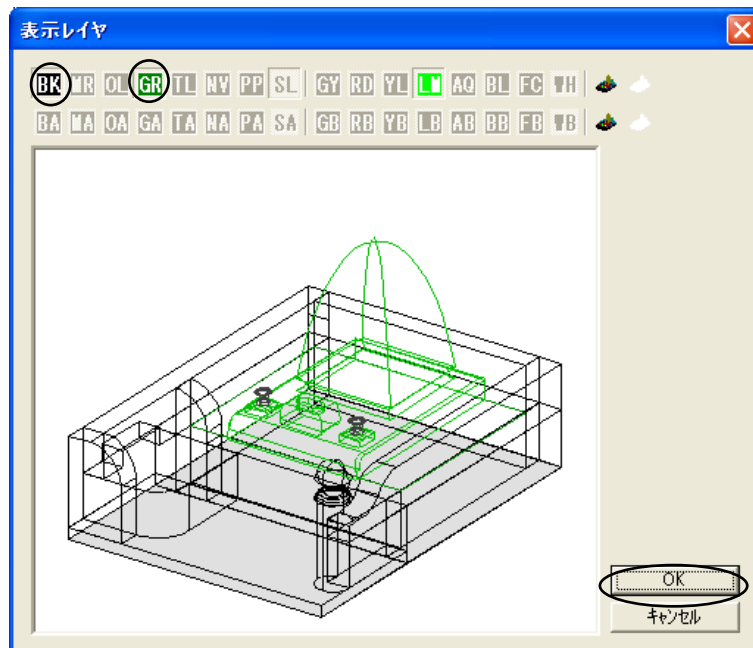 表示レイヤ
BK MR OL GR TL NV PP SL GY RD YL LM AQ BL FC WH
BA MA OA GA TA NA PA SA GB RB YB LB AB BB FB WB
OK
キャンセル